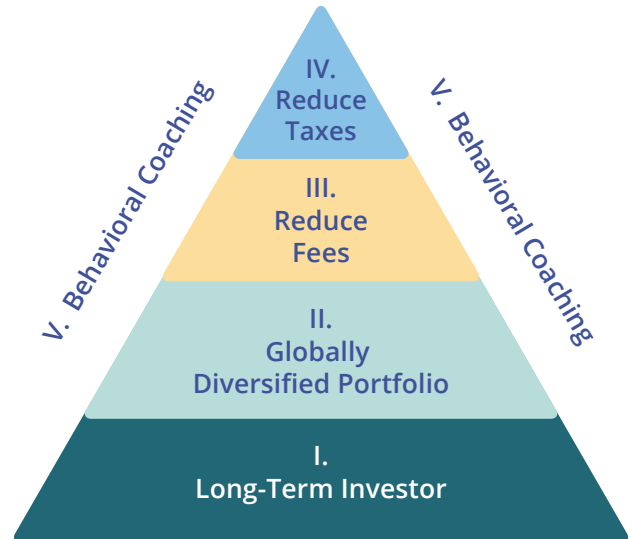 IV.
Reduce
Taxes
V. Behavioral Coaching
V. Behavioral Coaching
III.
Reduce
Fees
II.
Globally
Diversified Portfolio
I.
Long-Term Investor